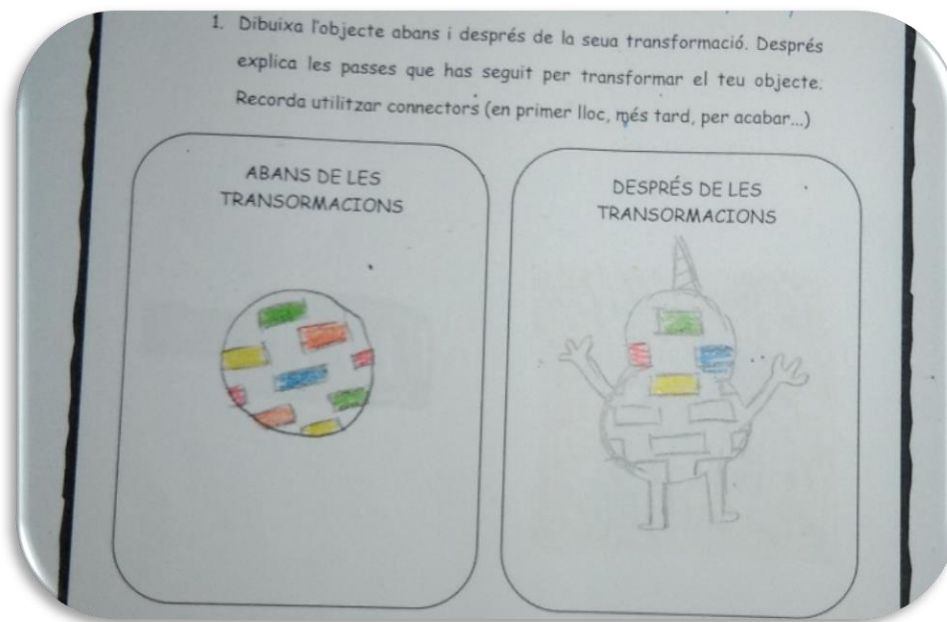 1. Dibuixa l'objecte abans i després de la seua transformació. Després
explica les passes que has seguit per transformar el teu objecte.
Recorda utilitzar connectors (en primer lloc, més tard, per acabar...)
ABANS DE LES
TRANSORMACIONS
DESPRÉS DE LES
TRANSORMACIONS